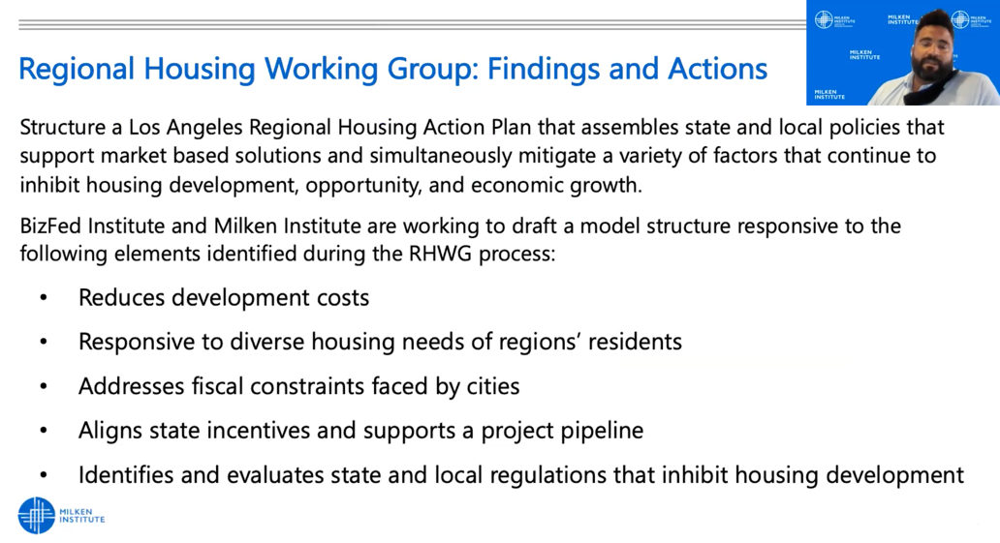 MILKEN
INSTITUTE
MILKEN
MILKEN
INSTITUTE
MILKEN
INSTITUTE
MILKEN
INSTITUTE
Regional Housing Working Group: Findings and Actions
Structure a Los Angeles Regional Housing Action Plan that assembles state and local policies that
support market based solutions and simultaneously mitigate a variety of factors that continue to
inhibit housing development, opportunity, and economic growth.
BizFed Institute and Milken Institute are working to draft a model structure responsive to the
following elements identified during the RHWG process:
• Reduces development costs
• Responsive to diverse housing needs of regions’ residents
• Addresses fiscal constraints faced by cities
• Aligns state incentives and supports a project pipeline
• Identifies and evaluates state and local regulations that inhibit housing development
MILKEN
INSTITUTE